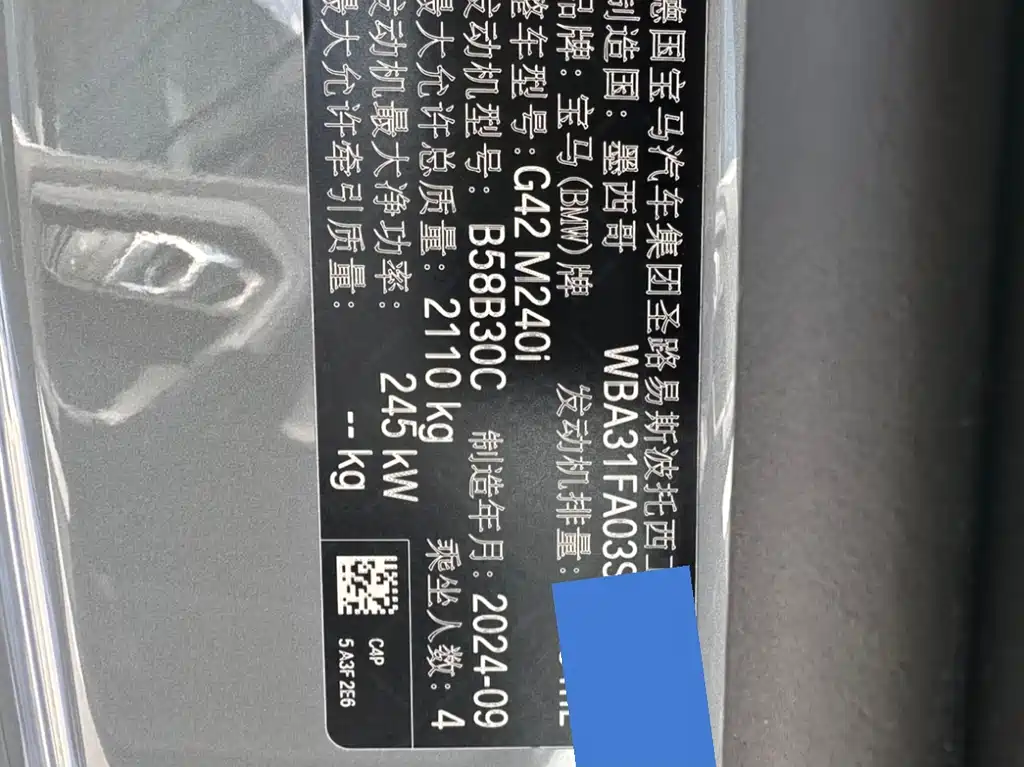 德国宝马汽车集团圣路易斯波托西
制造国: 墨西哥 WBA31FA03S
品牌: 宝马(BMW)牌 发动机排量:
整车型号: G42 M240i
发动机型号: B58B30C 制造年月: 2024-09
最大允许总质量: 2110 kg 乘坐人数: 4
发动机最大净功率: 245 kW
最大允许牵引质量: -- kg
C4P
5A3F2E6